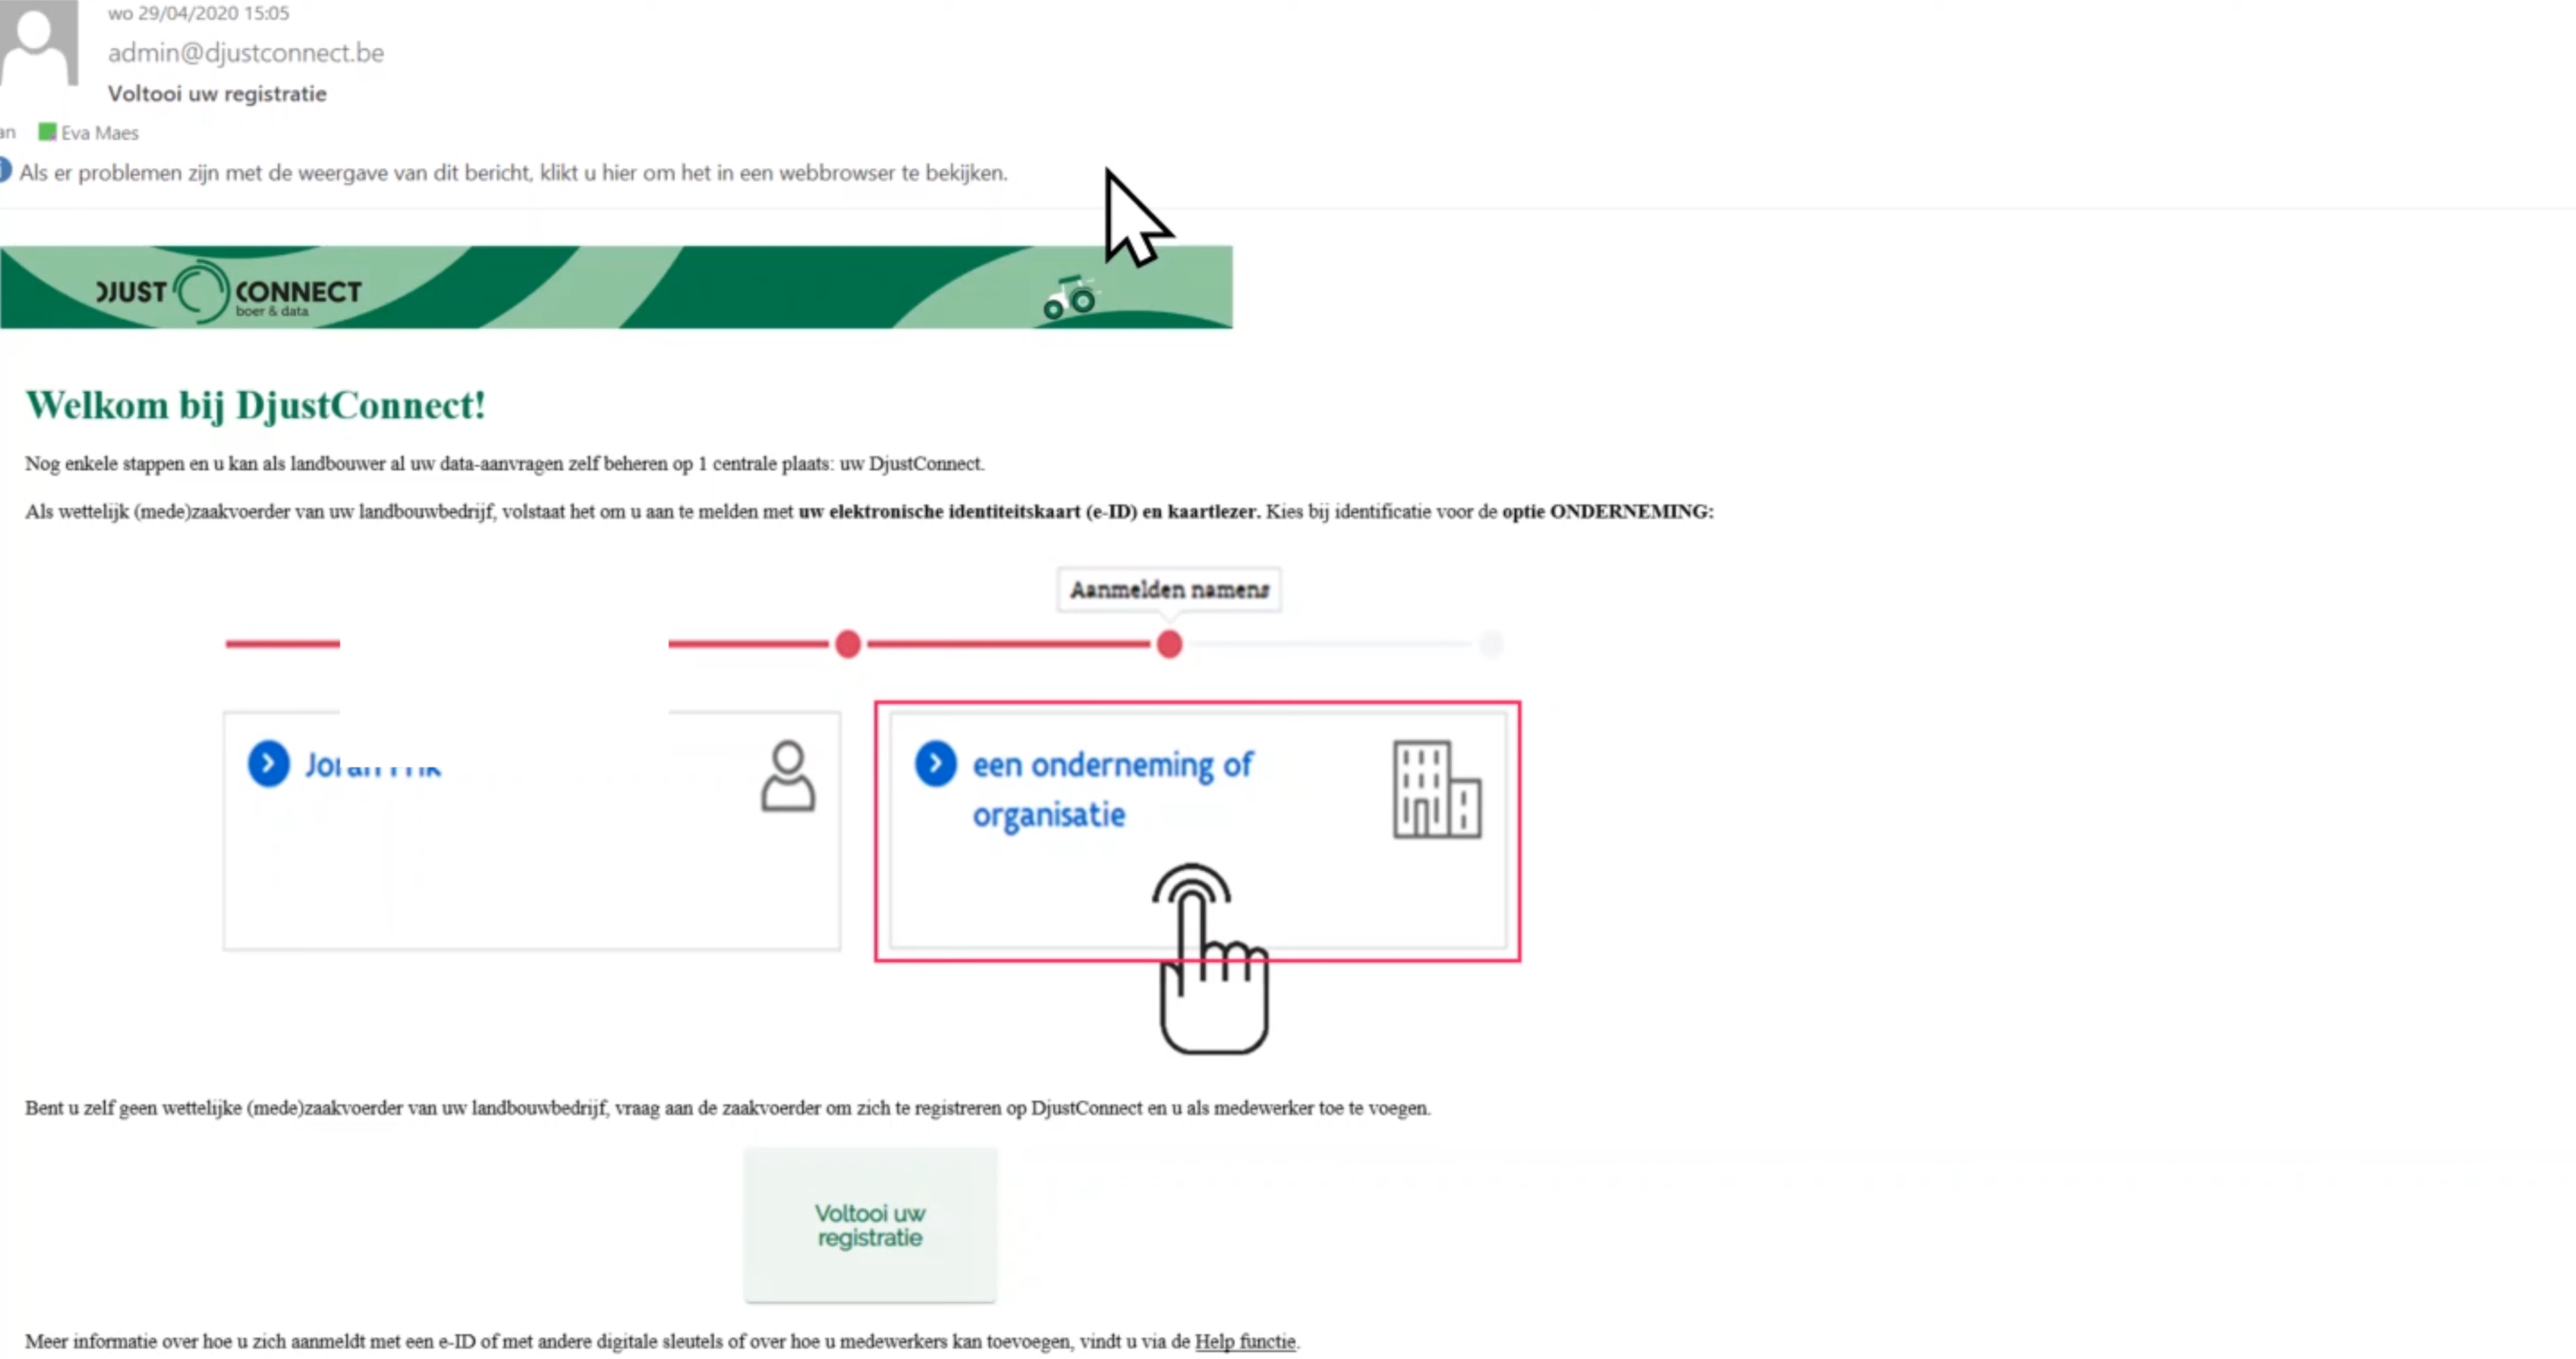 wo 29/04/2020 15:05
admin@djustconnect.be
Voltooi uw registratie
Eva Maes
Als er problemen zijn met de weergave van dit bericht, klikt u hier om het in een webbrowser te bekijken.
DJUST CONNECT
boer & data
Welkom bij DjustConnect!
Nog enkele stappen en u kan als landbouwer al uw data-aanvragen zelf beheren op 1 centrale plaats: uw DjustConnect.
Als wettelijk (mede)zaakvoerder van uw landbouwbedrijf, volstaat het om u aan te melden met uw elektronische identiteitskaart (e-ID) en kaartlezer. Kies bij identificatie voor de optie ONDERNEMING:
Aanmelden namens
een onderneming of
organisatie
Bent u zelf geen wettelijke (mede)zaakvoerder van uw landbouwbedrijf, vraag aan de zaakvoerder om zich te registreren op DjustConnect en u als medewerker toe te voegen.
Voltooi uw
registratie
Meer informatie over hoe u zich aanmeldt met een e-ID of met andere digitale sleutels of over hoe u medewerkers kan toevoegen, vindt u via de Help functie.